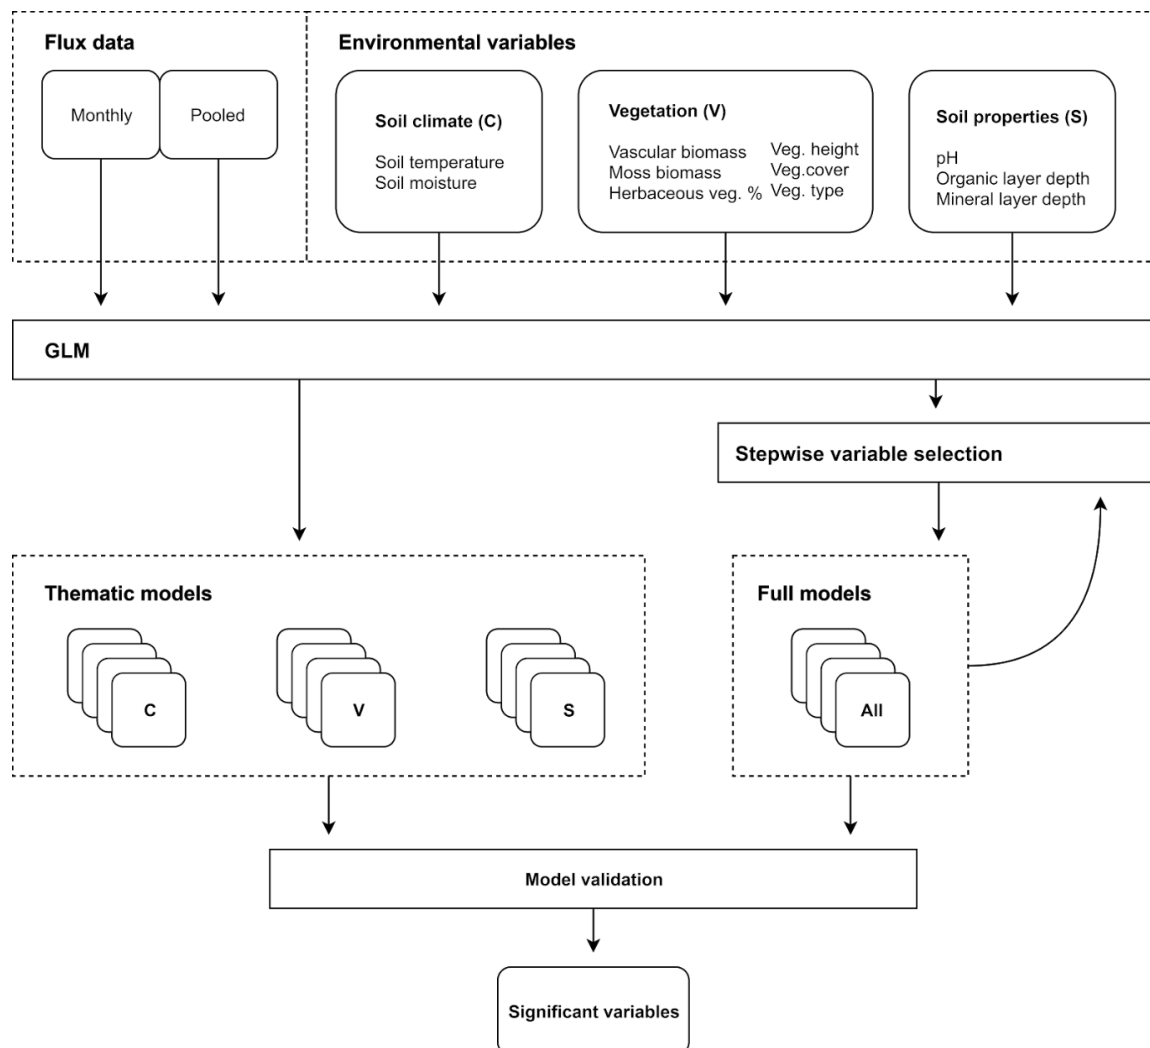 Flux data
Environmental variables
Monthly
Pooled
Soil climate (C)
Soil temperature
Soil moisture
Vegetation (V)
Vascular biomass
Moss biomass
Herbaceous veg. %
Veg. height
Veg.cover
Veg. type
Soil properties (S)
pH
Organic layer depth
Mineral layer depth
GLM
Stepwise variable selection
Thematic models
Full models
C
V
S
All
Model validation
Significant variables